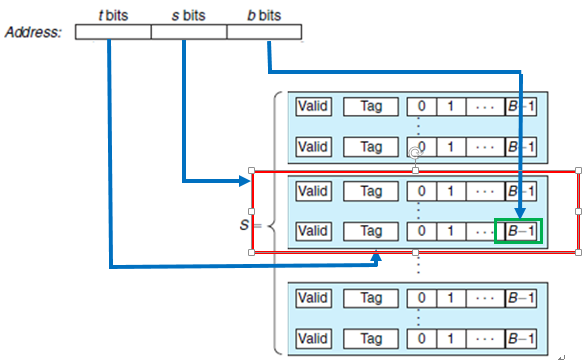 t bits s bits b bits
Address:
Valid Tag 0 1 ··· B–1
Valid Tag 0 1 ··· B–1
Valid Tag 0 1 ··· B–1
S =
Valid Tag 0 1 ··· B–1
Valid Tag 0 1 ··· B–1
Valid Tag 0 1 ··· B–1